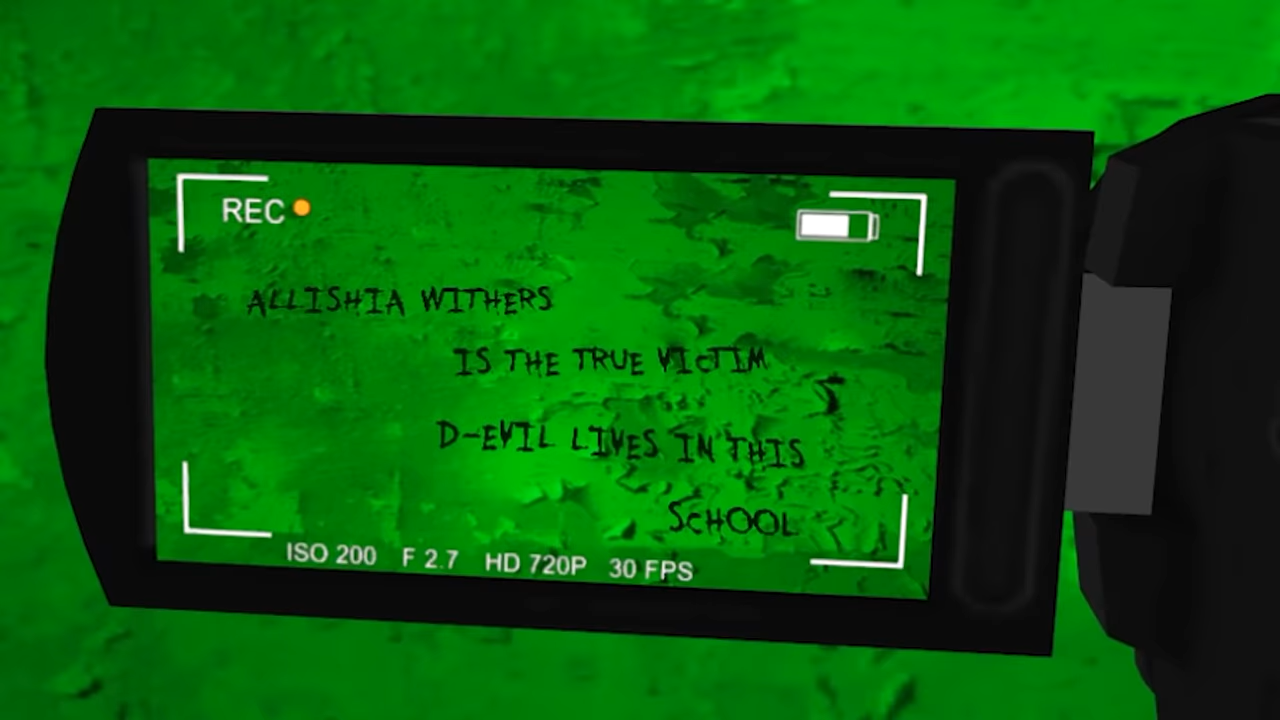 REC
ALLISHIA WITHERS
IS THE TRUE VICTIM
D-EVIL LIVES IN THIS
SCHOOL
ISO 200 F 2.7 HD 720P 30 FPS